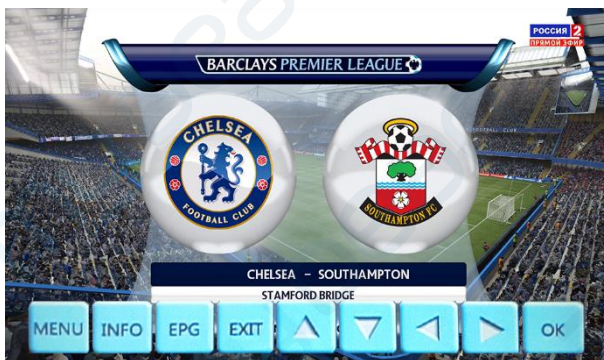 РОССИЯ 2
ПРЯМОЙ ЭФИР
BARCLAYS PREMIER LEAGUE
CHELSEA
FOOTBALL CLUB
SOUTHAMPTON FC
CHELSEA – SOUTHAMPTON
STAMFORD BRIDGE
MENU INFO EPG EXIT OK